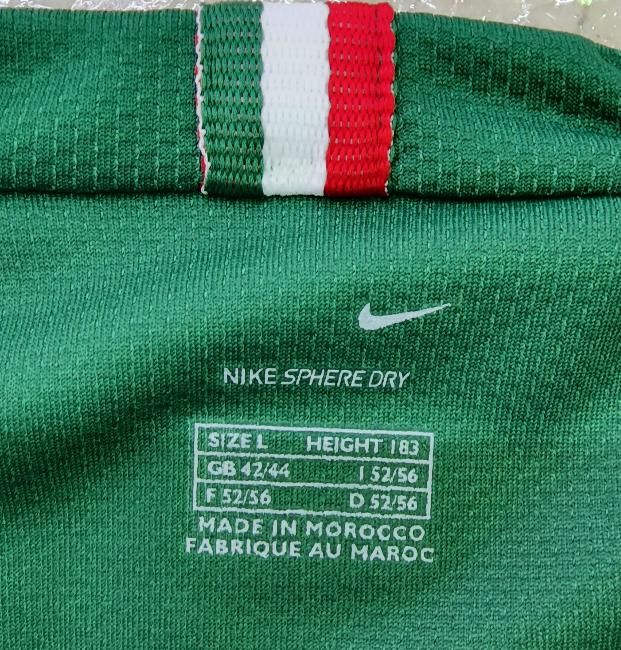 NIKE SPHERE DRY
SIZE L HEIGHT 183
GB 42/44 I 52/56
F 52/56 D 52/56
MADE IN MOROCCO
FABRIQUE AU MAROC